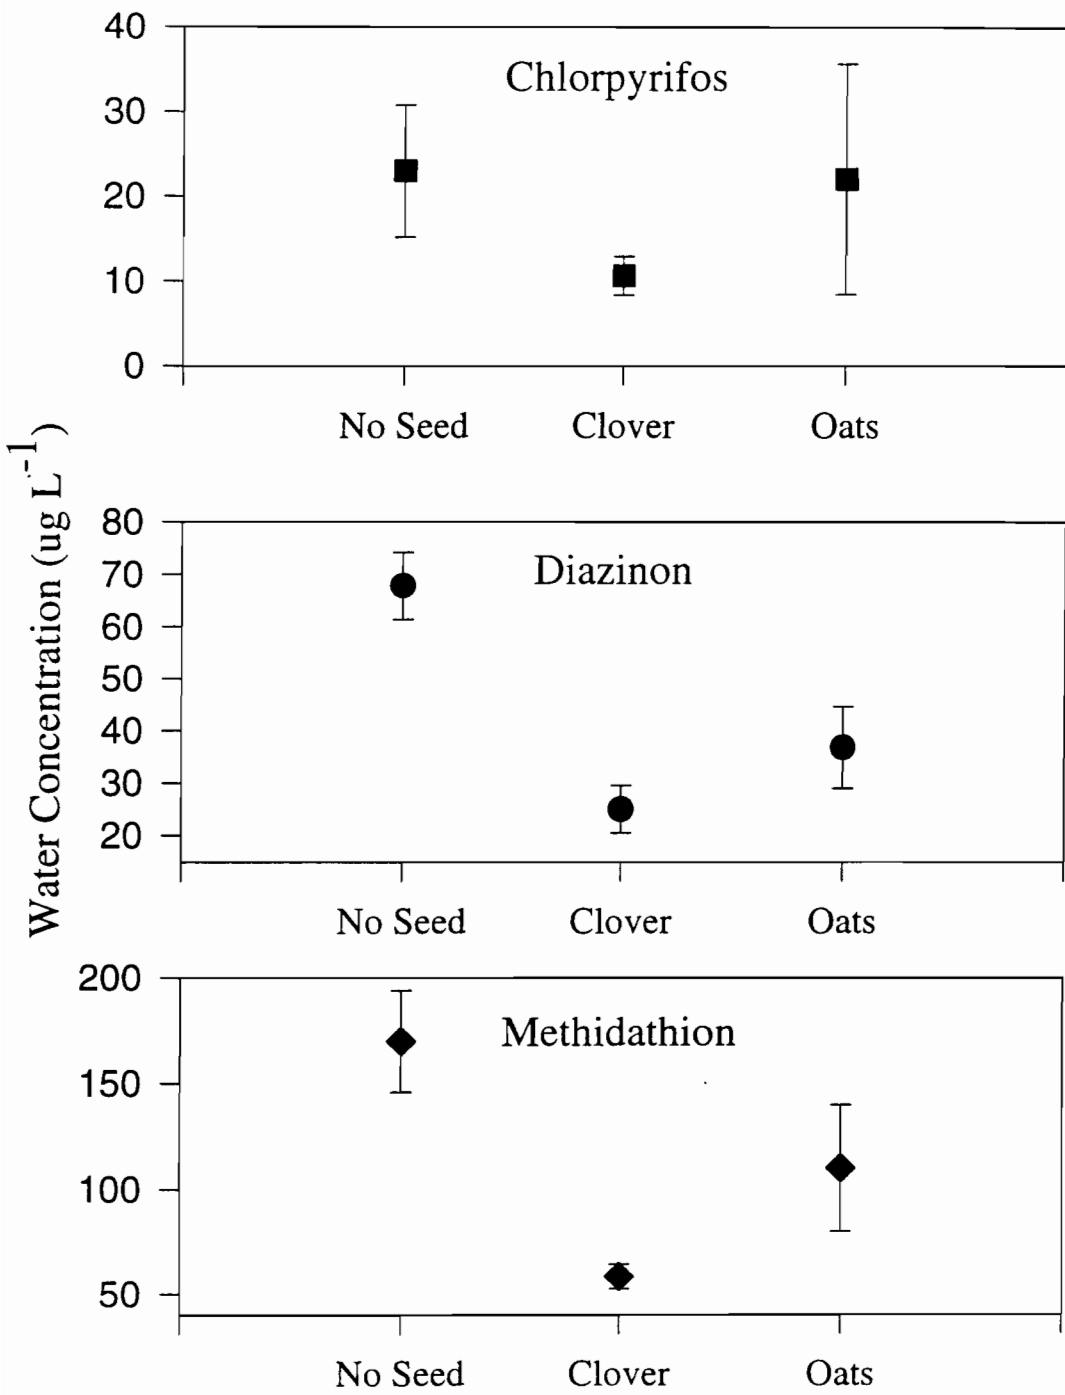 Water Concentration (ug L⁻¹)
40
Chlorpyrifos
30
20
10
0
No Seed Clover Oats
80
70
Diazinon
60
50
40
30
20
No Seed Clover Oats
200
Methidathion
150
100
50
No Seed Clover Oats